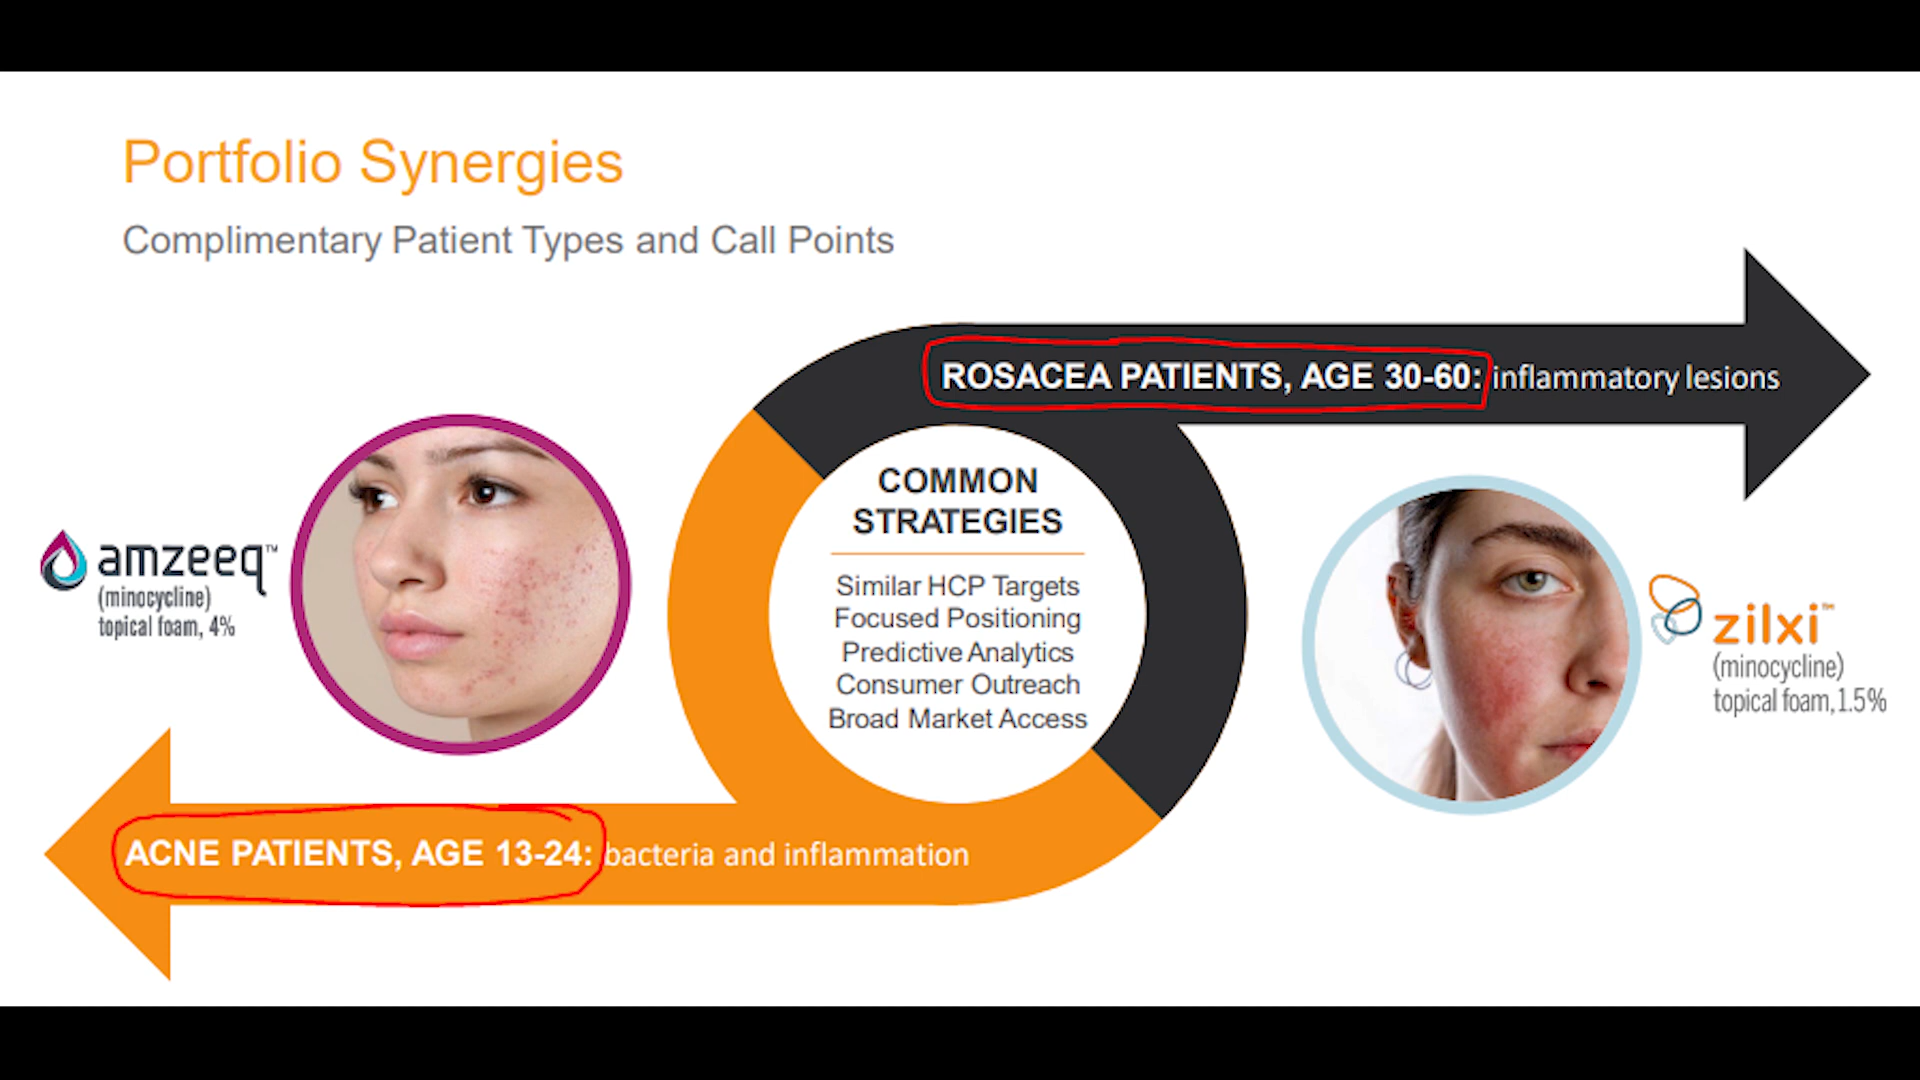 Portfolio Synergies
Complimentary Patient Types and Call Points
ROSACEA PATIENTS, AGE 30-60: inflammatory lesions
COMMON
STRATEGIES
Similar HCP Targets
Focused Positioning
Predictive Analytics
Consumer Outreach
Broad Market Access
amzeeq™
(minocycline)
topical foam, 4%
zilxi™
(minocycline)
topical foam, 1.5%
ACNE PATIENTS, AGE 13-24: bacteria and inflammation